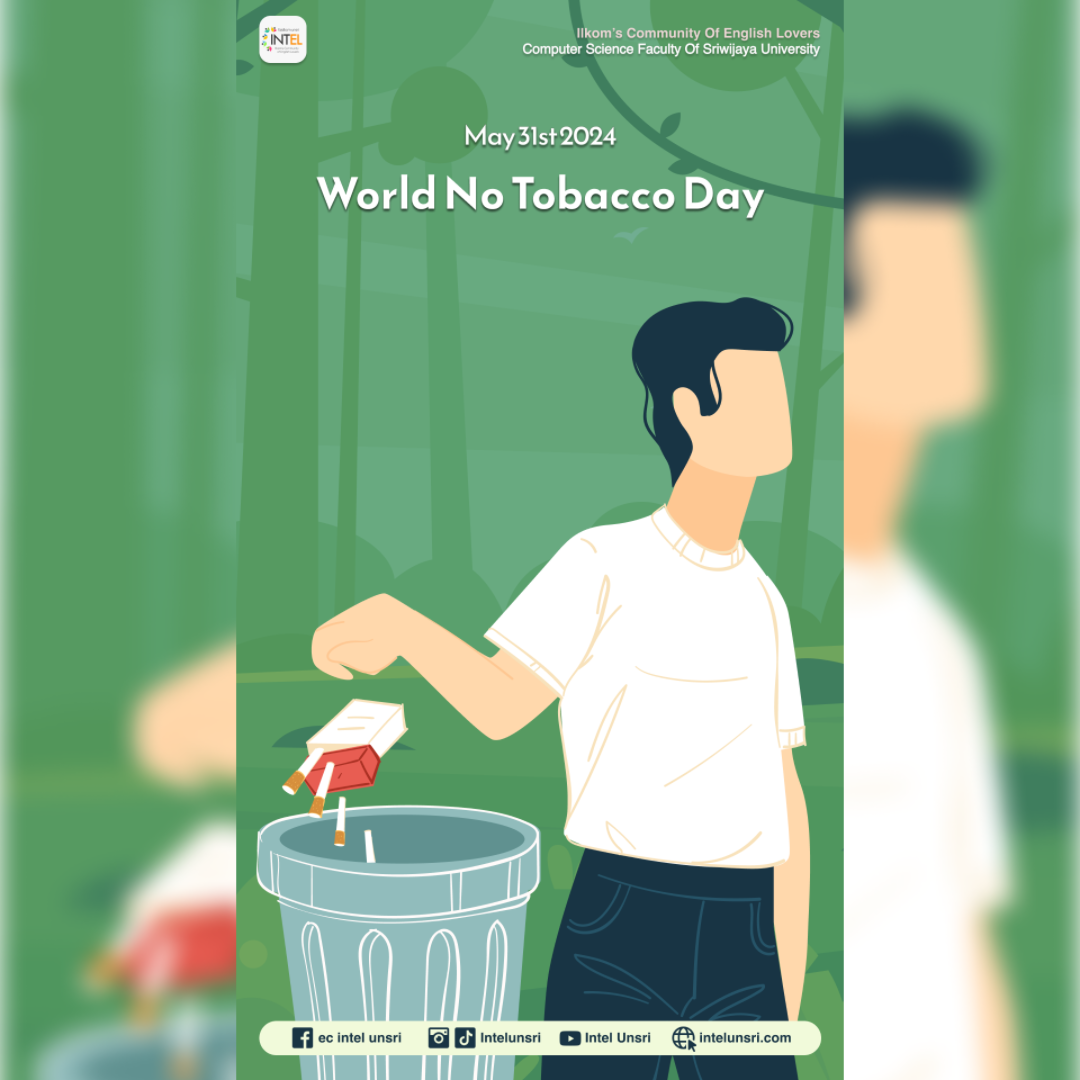 INTEL
Ilkom's Community Of English Lovers
Computer Science Faculty Of Sriwijaya University
May 31st 2024
World No Tobacco Day
ec intel unsri Intelunsri Intel Unsri intelunsri.com